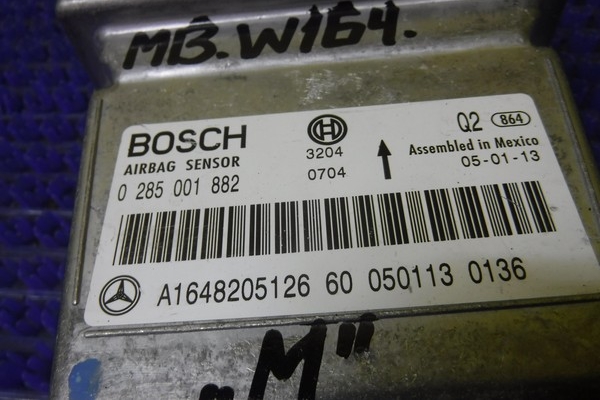 MB.W164.
BOSCH
AIRBAG SENSOR
0 285 001 882
3204
0704
Q2 864
Assembled in Mexico
05-01-13
A1648205126 60 050113 0136
"M"